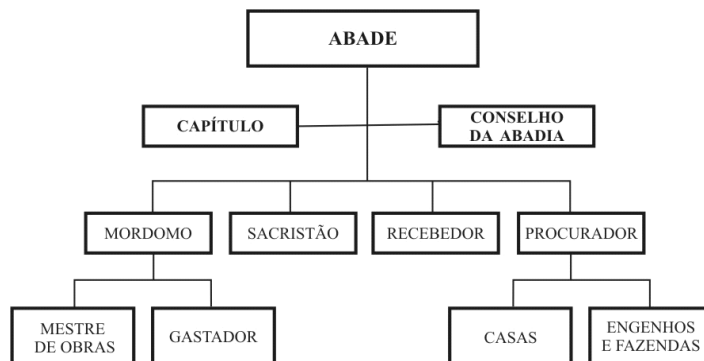 ABADE
CAPÍTULO
CONSELHO
DA ABADIA
MORDOMO
SACRISTÃO
RECEBEDOR
PROCURADOR
MESTRE
DE OBRAS
GASTADOR
CASAS
ENGENHOS
E FAZENDAS